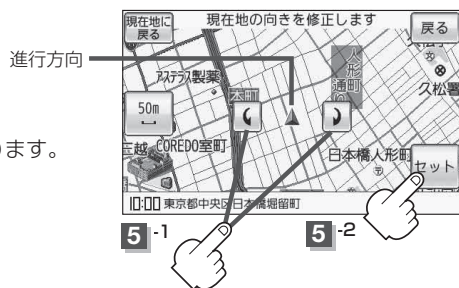 現在地の向きを修正します
現在地に
戻る
戻る
進行方向
アステラス製薬
人形
通町
久松署
50m
本町
ります。
三越
COREDO室町
日本橋人形町
セット
10:00 東京都中央区日本橋堀留町
5 -1
5 -2